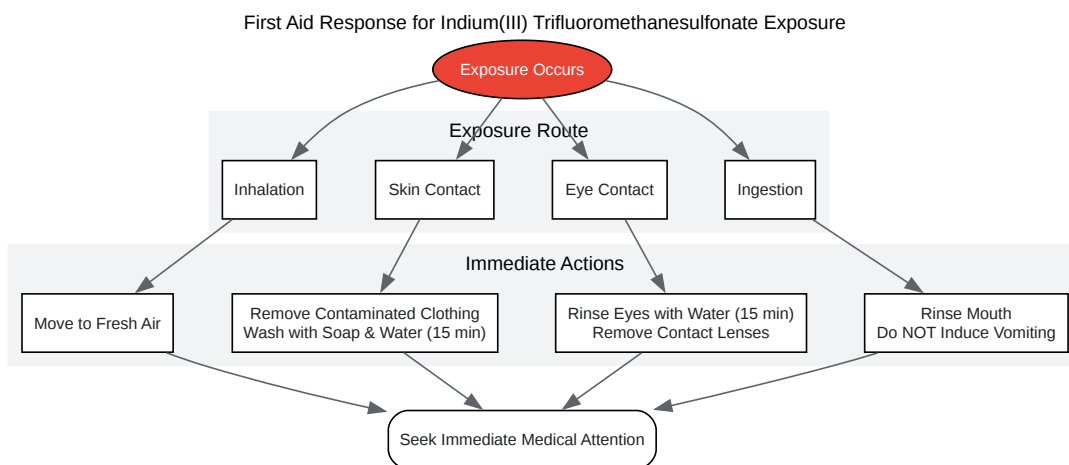 First Aid Response for Indium(III) Trifluoromethanesulfonate Exposure
Exposure Occurs
Exposure Route
Inhalation
Skin Contact
Eye Contact
Ingestion
Immediate Actions
Move to Fresh Air
Remove Contaminated Clothing
Wash with Soap & Water (15 min)
Rinse Eyes with Water (15 min)
Remove Contact Lenses
Rinse Mouth
Do NOT Induce Vomiting
Seek Immediate Medical Attention